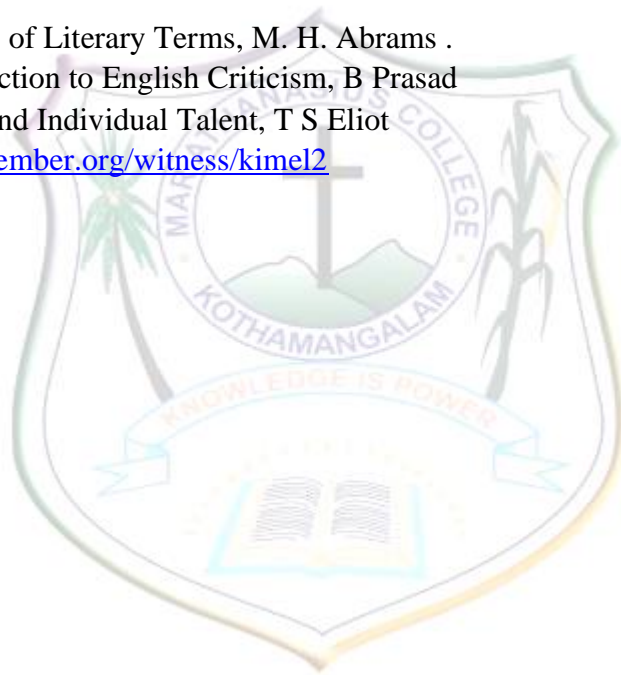 of Literary Terms, M. H. Abrams .
ction to English Criticism, B Prasad
nd Individual Talent, T S Eliot
ember.org/witness/kimel2
MAR ATHANASIUS COLLEGE
KOTHAMANGALAM
KNOWLEDGE IS POWER